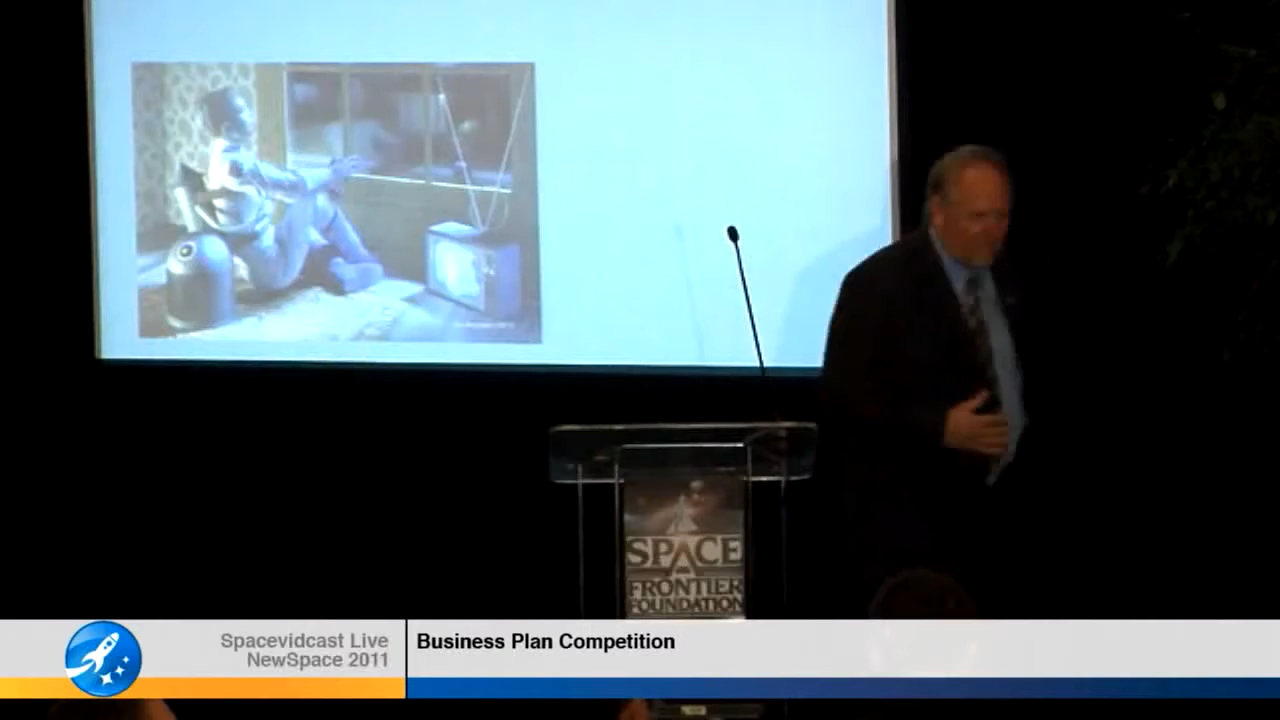 SPACE
FRONTIER
FOUNDATION
Spacevidcast Live
NewSpace 2011
Business Plan Competition